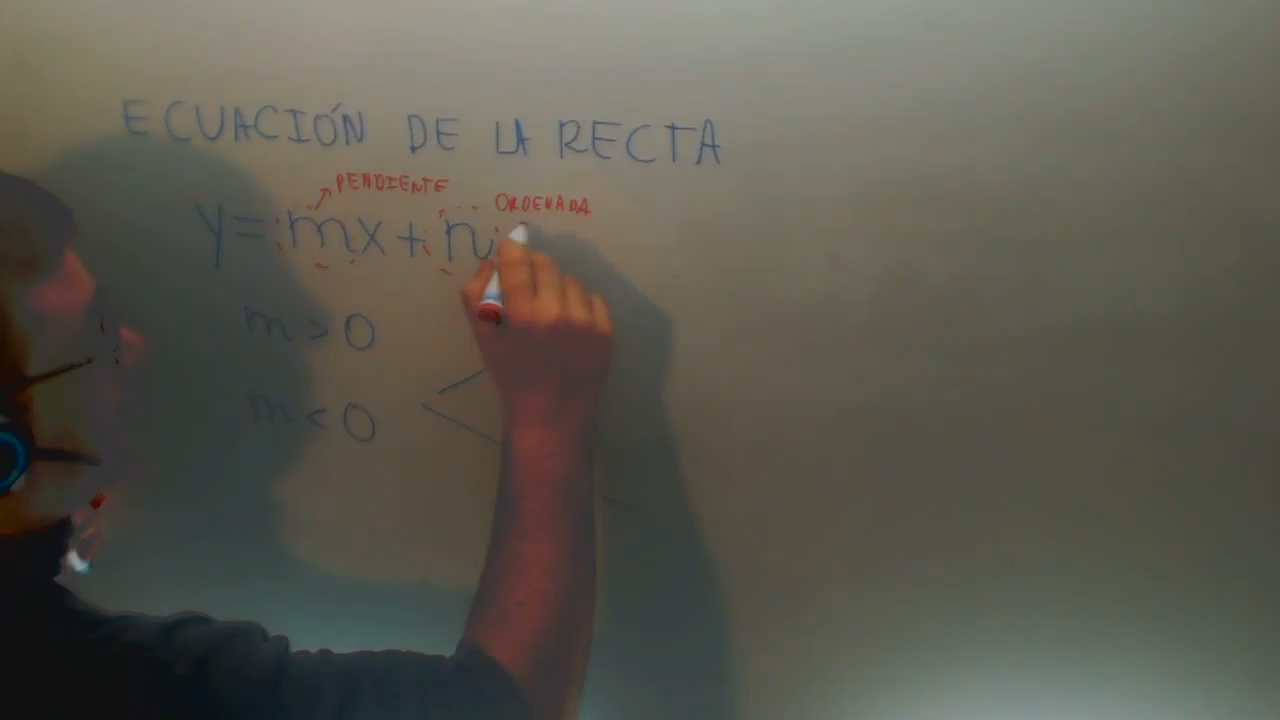 ECUACIÓN DE LA RECTA
PENDIENTE
ORDENADA
y = mx + n
m > 0
m < 0